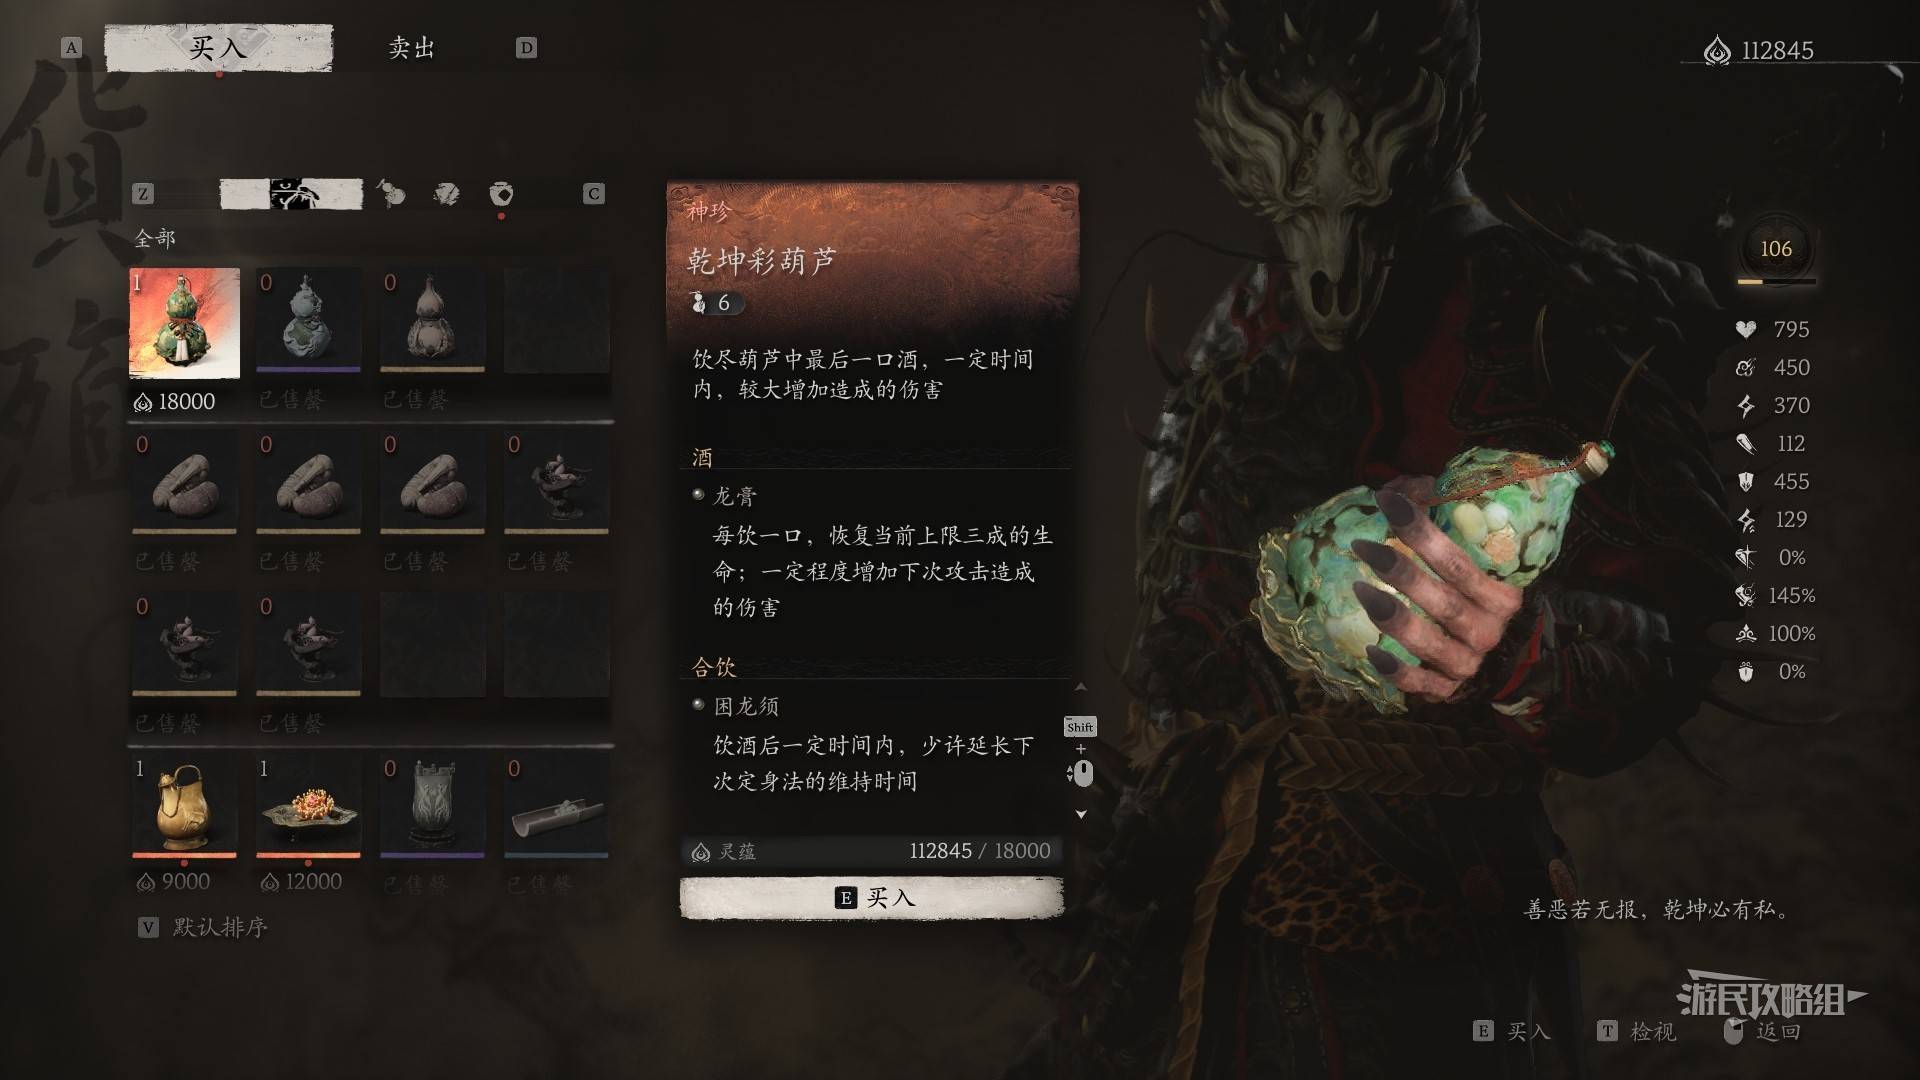 貨殖
A 买入 卖出 D
112845
Z C
全部
1 0 0
18000 已售罄 已售罄
0 0 0 0
已售罄 已售罄 已售罄 已售罄
0 0
已售罄 已售罄
1 1 0 0
9000 12000 已售罄 已售罄
V 默认排序
神珍
乾坤彩葫芦
6
饮尽葫芦中最后一口酒，一定时间
内，较大增加造成的伤害
酒
龙膏
每饮一口，恢复当前上限三成的生
命；一定程度增加下次攻击造成
的伤害
合饮
困龙须
饮酒后一定时间内，少许延长下
次定身法的维持时间
Shift
+
灵蕴 112845 / 18000
E 买入
106
795
450
370
112
455
129
0%
145%
100%
0%
善恶若无报，乾坤必有私。
游民攻略组
E 买入 T 检视 返回